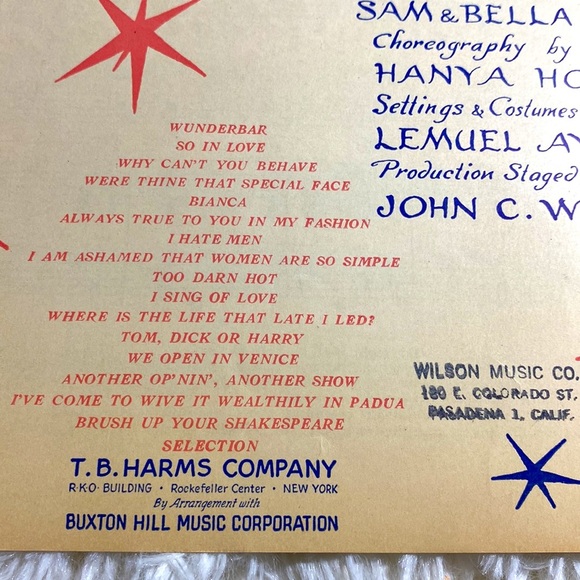 SAM & BELLA
Choreography by
HANYA HO
Settings & Costumes
LEMUEL AY
Production Staged
JOHN C. W
WUNDERBAR
SO IN LOVE
WHY CAN'T YOU BEHAVE
WERE THINE THAT SPECIAL FACE
BIANCA
ALWAYS TRUE TO YOU IN MY FASHION
I HATE MEN
I AM ASHAMED THAT WOMEN ARE SO SIMPLE
TOO DARN HOT
I SING OF LOVE
WHERE IS THE LIFE THAT LATE I LED?
TOM, DICK OR HARRY
WE OPEN IN VENICE
ANOTHER OP'NIN', ANOTHER SHOW
I'VE COME TO WIVE IT WEALTHILY IN PADUA
BRUSH UP YOUR SHAKESPEARE
SELECTION
T. B. HARMS COMPANY
R·K·O· BUILDING • Rockefeller Center • NEW YORK
By Arrangement with
BUXTON HILL MUSIC CORPORATION
WILSON MUSIC CO.
180 E. COLORADO ST.
PASADENA 1, CALIF.